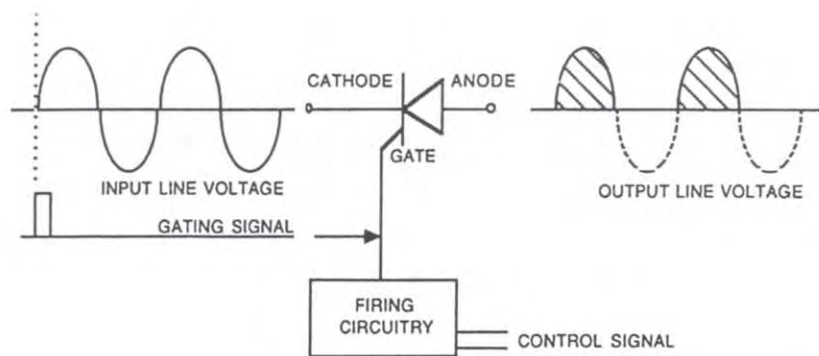 CATHODE
ANODE
GATE
INPUT LINE VOLTAGE
OUTPUT LINE VOLTAGE
GATING SIGNAL
FIRING
CIRCUITRY
CONTROL SIGNAL